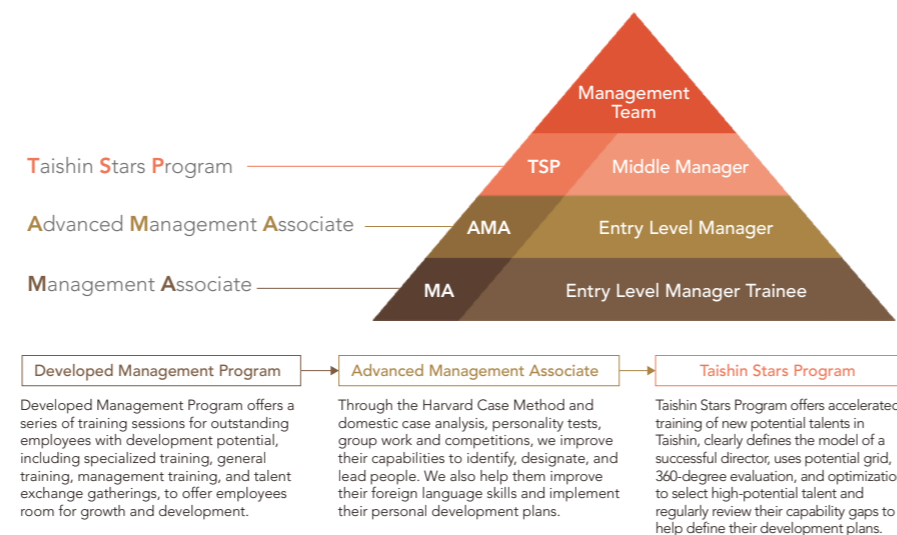 Management
Team
Taishin Stars Program
TSP
Middle Manager
Advanced Management Associate
AMA
Entry Level Manager
Management Associate
MA
Entry Level Manager Trainee
Developed Management Program
Developed Management Program offers a
series of training sessions for outstanding
employees with development potential,
including specialized training, general
training, management training, and talent
exchange gatherings, to offer employees
room for growth and development.
Advanced Management Associate
Through the Harvard Case Method and
domestic case analysis, personality tests,
group work and competitions, we improve
their capabilities to identify, designate, and
lead people. We also help them improve
their foreign language skills and implement
their personal development plans.
Taishin Stars Program
Taishin Stars Program offers accelerated
training of new potential talents in
Taishin, clearly defines the model of a
successful director, uses potential grid,
360-degree evaluation, and optimizatio
to select high-potential talent and
regularly review their capability gaps to
help define their development plans.